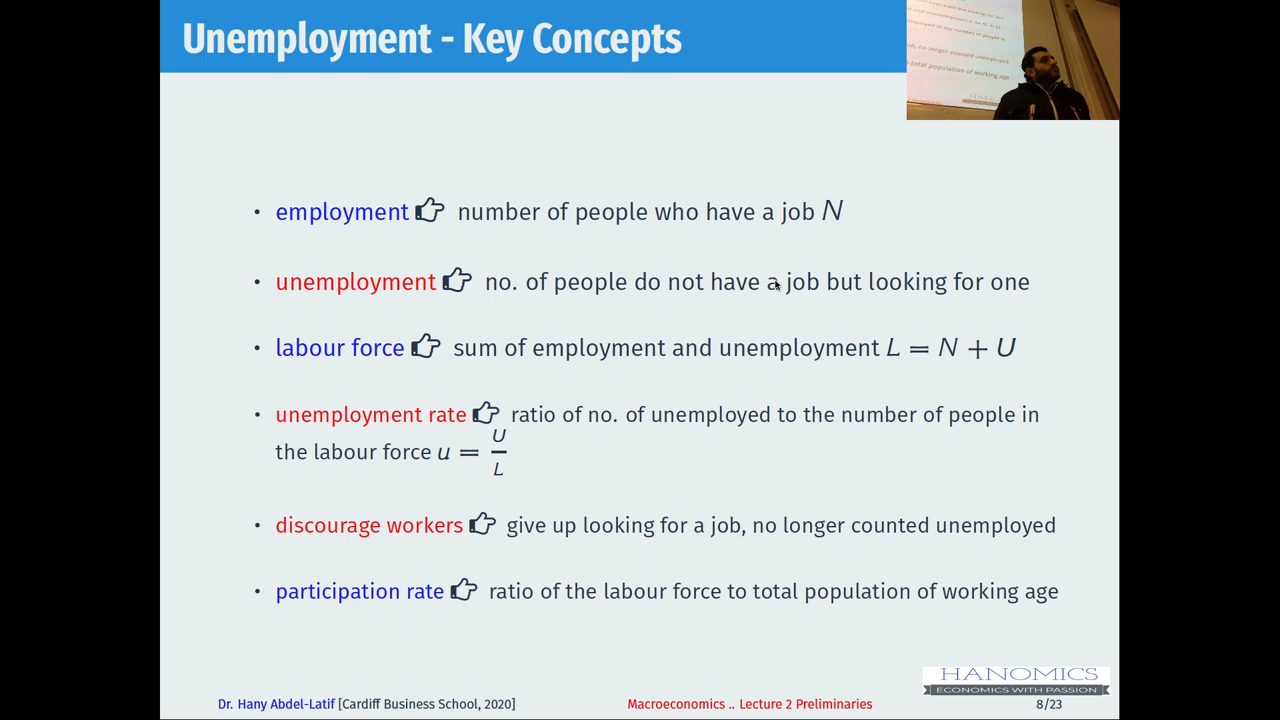 Unemployment - Key Concepts
• employment number of people who have a job N
• unemployment no. of people do not have a job but looking for one
• labour force sum of employment and unemployment L = N + U
• unemployment rate ratio of no. of unemployed to the number of people in
the labour force u = U/L
• discourage workers give up looking for a job, no longer counted unemployed
• participation rate ratio of the labour force to total population of working age
HANOMICS
ECONOMICS WITH PASSION
Dr. Hany Abdel-Latif [Cardiff Business School, 2020] Macroeconomics .. Lecture 2 Preliminaries 8/23